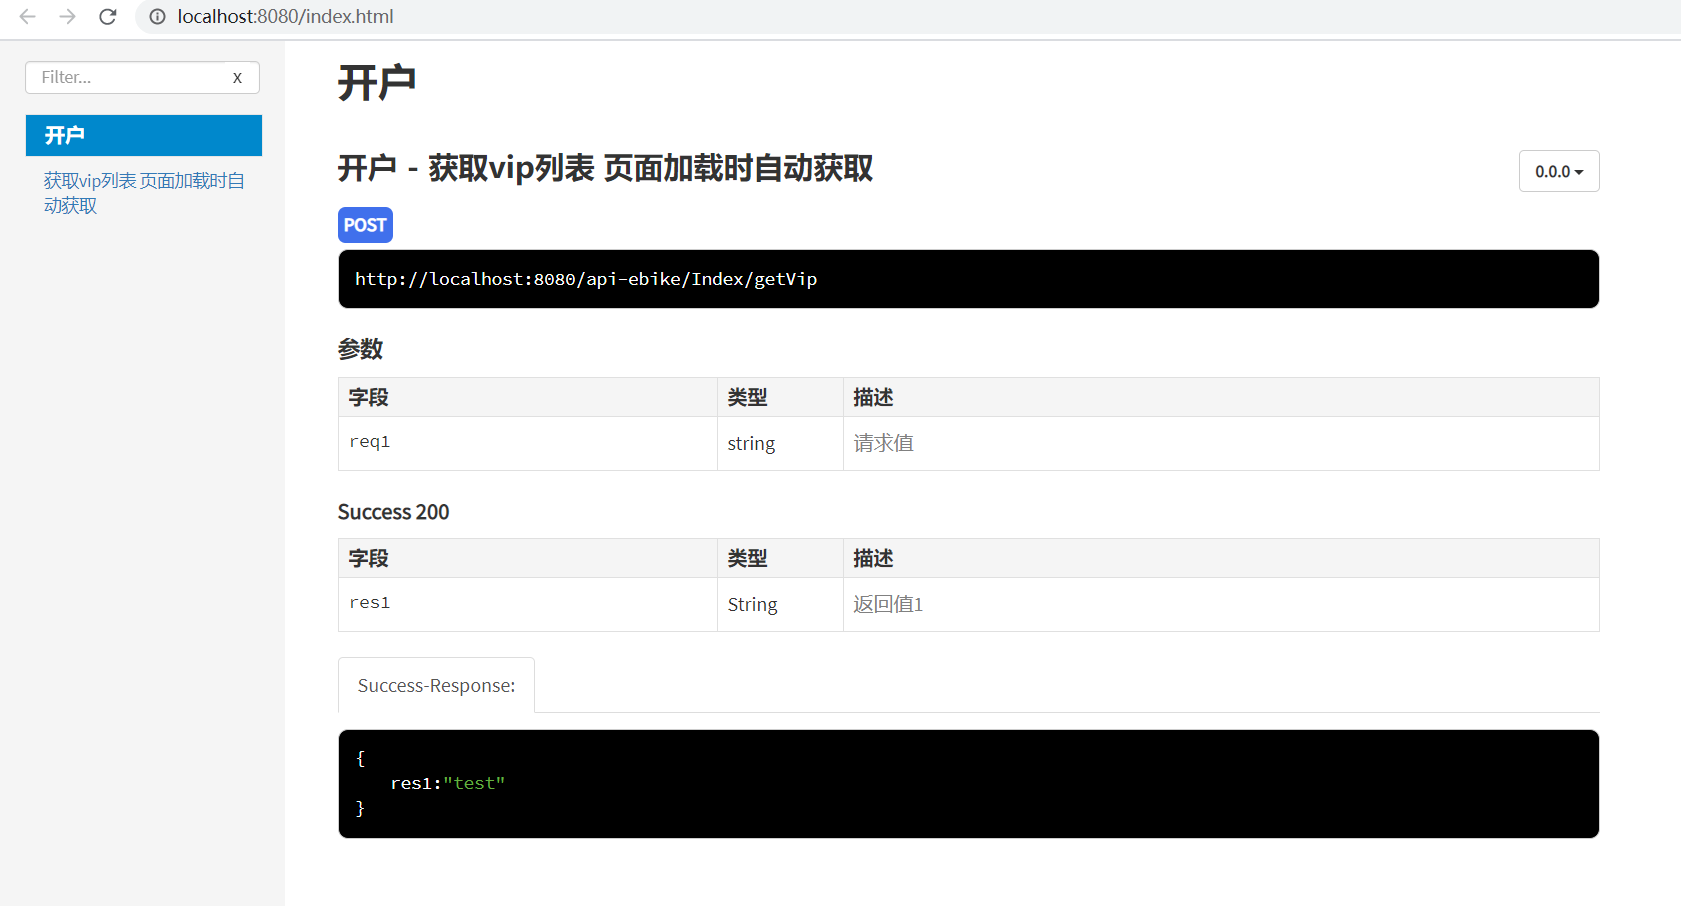 localhost:8080/index.html
Filter...
x
开户
获取vip列表 页面加载时自
动获取
开户
开户 - 获取vip列表 页面加载时自动获取
0.0.0
POST
http://localhost:8080/api-ebike/Index/getVip
参数
字段 类型 描述
req1 string 请求值
Success 200
字段 类型 描述
res1 String 返回值1
Success-Response:
{
res1:"test"
}